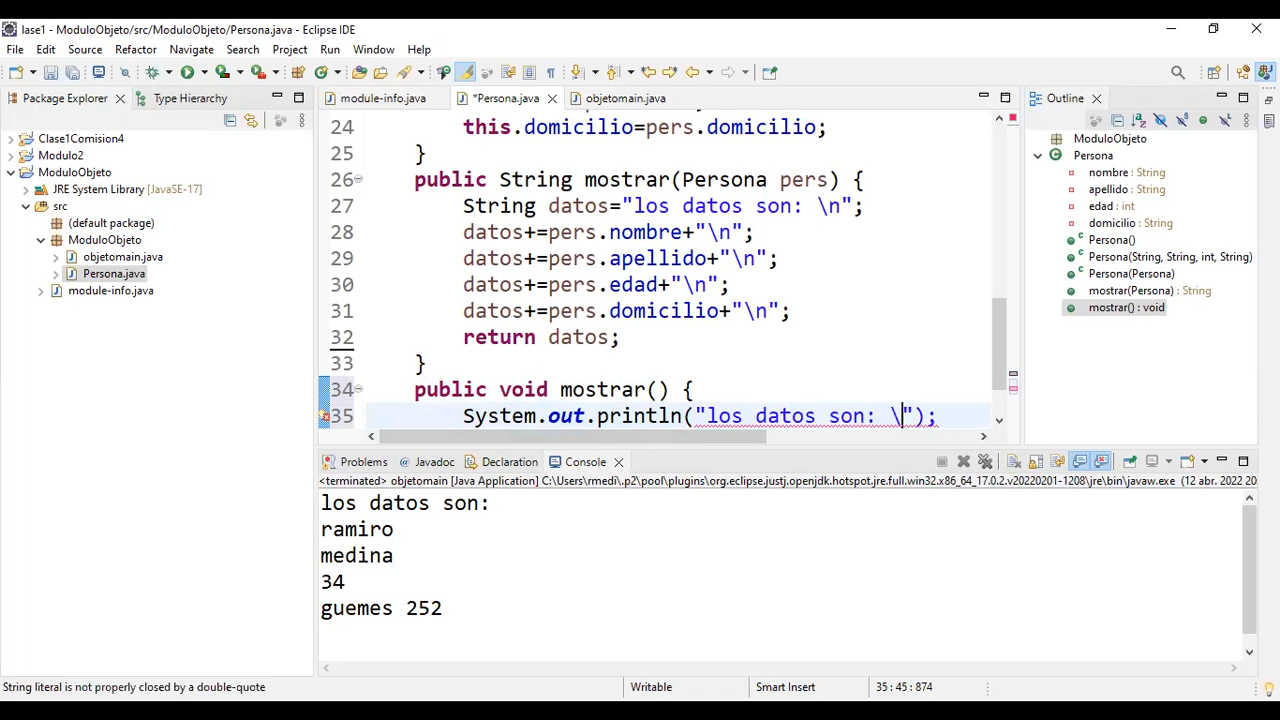 lase1 - ModuloObjeto/src/ModuloObjeto/Persona.java - Eclipse IDE
File Edit Source Refactor Navigate Search Project Run Window Help
Package Explorer Type Hierarchy
Clase1Comision4
Modulo2
ModuloObjeto
JRE System Library [JavaSE-17]
src
(default package)
ModuloObjeto
objetomain.java
Persona.java
module-info.java
module-info.java *Persona.java objetomain.java
24 this.domicilio=pers.domicilio;
25 }
26 public String mostrar(Persona pers) {
27 String datos="los datos son: \n";
28 datos+=pers.nombre+"\n";
29 datos+=pers.apellido+"\n";
30 datos+=pers.edad+"\n";
31 datos+=pers.domicilio+"\n";
32 return datos;
33 }
34 public void mostrar() {
35 System.out.println("los datos son: \");
Outline
ModuloObjeto
Persona
nombre : String
apellido : String
edad : int
domicilio : String
Persona()
Persona(String, String, int, String)
Persona(Persona)
mostrar(Persona) : String
mostrar() : void
Problems Javadoc Declaration Console
<terminated> objetomain [Java Application] C:\Users\rmedi\.p2\pool\plugins\org.eclipse.justj.openjdk.hotspot.jre.full.win32.x86_64_17.0.2.v20220201-1208\jre\bin\javaw.exe (12 abr. 2022 20
los datos son:
ramiro
medina
34
guemes 252
String literal is not properly closed by a double-quote
Writable Smart Insert 35 : 45 : 874